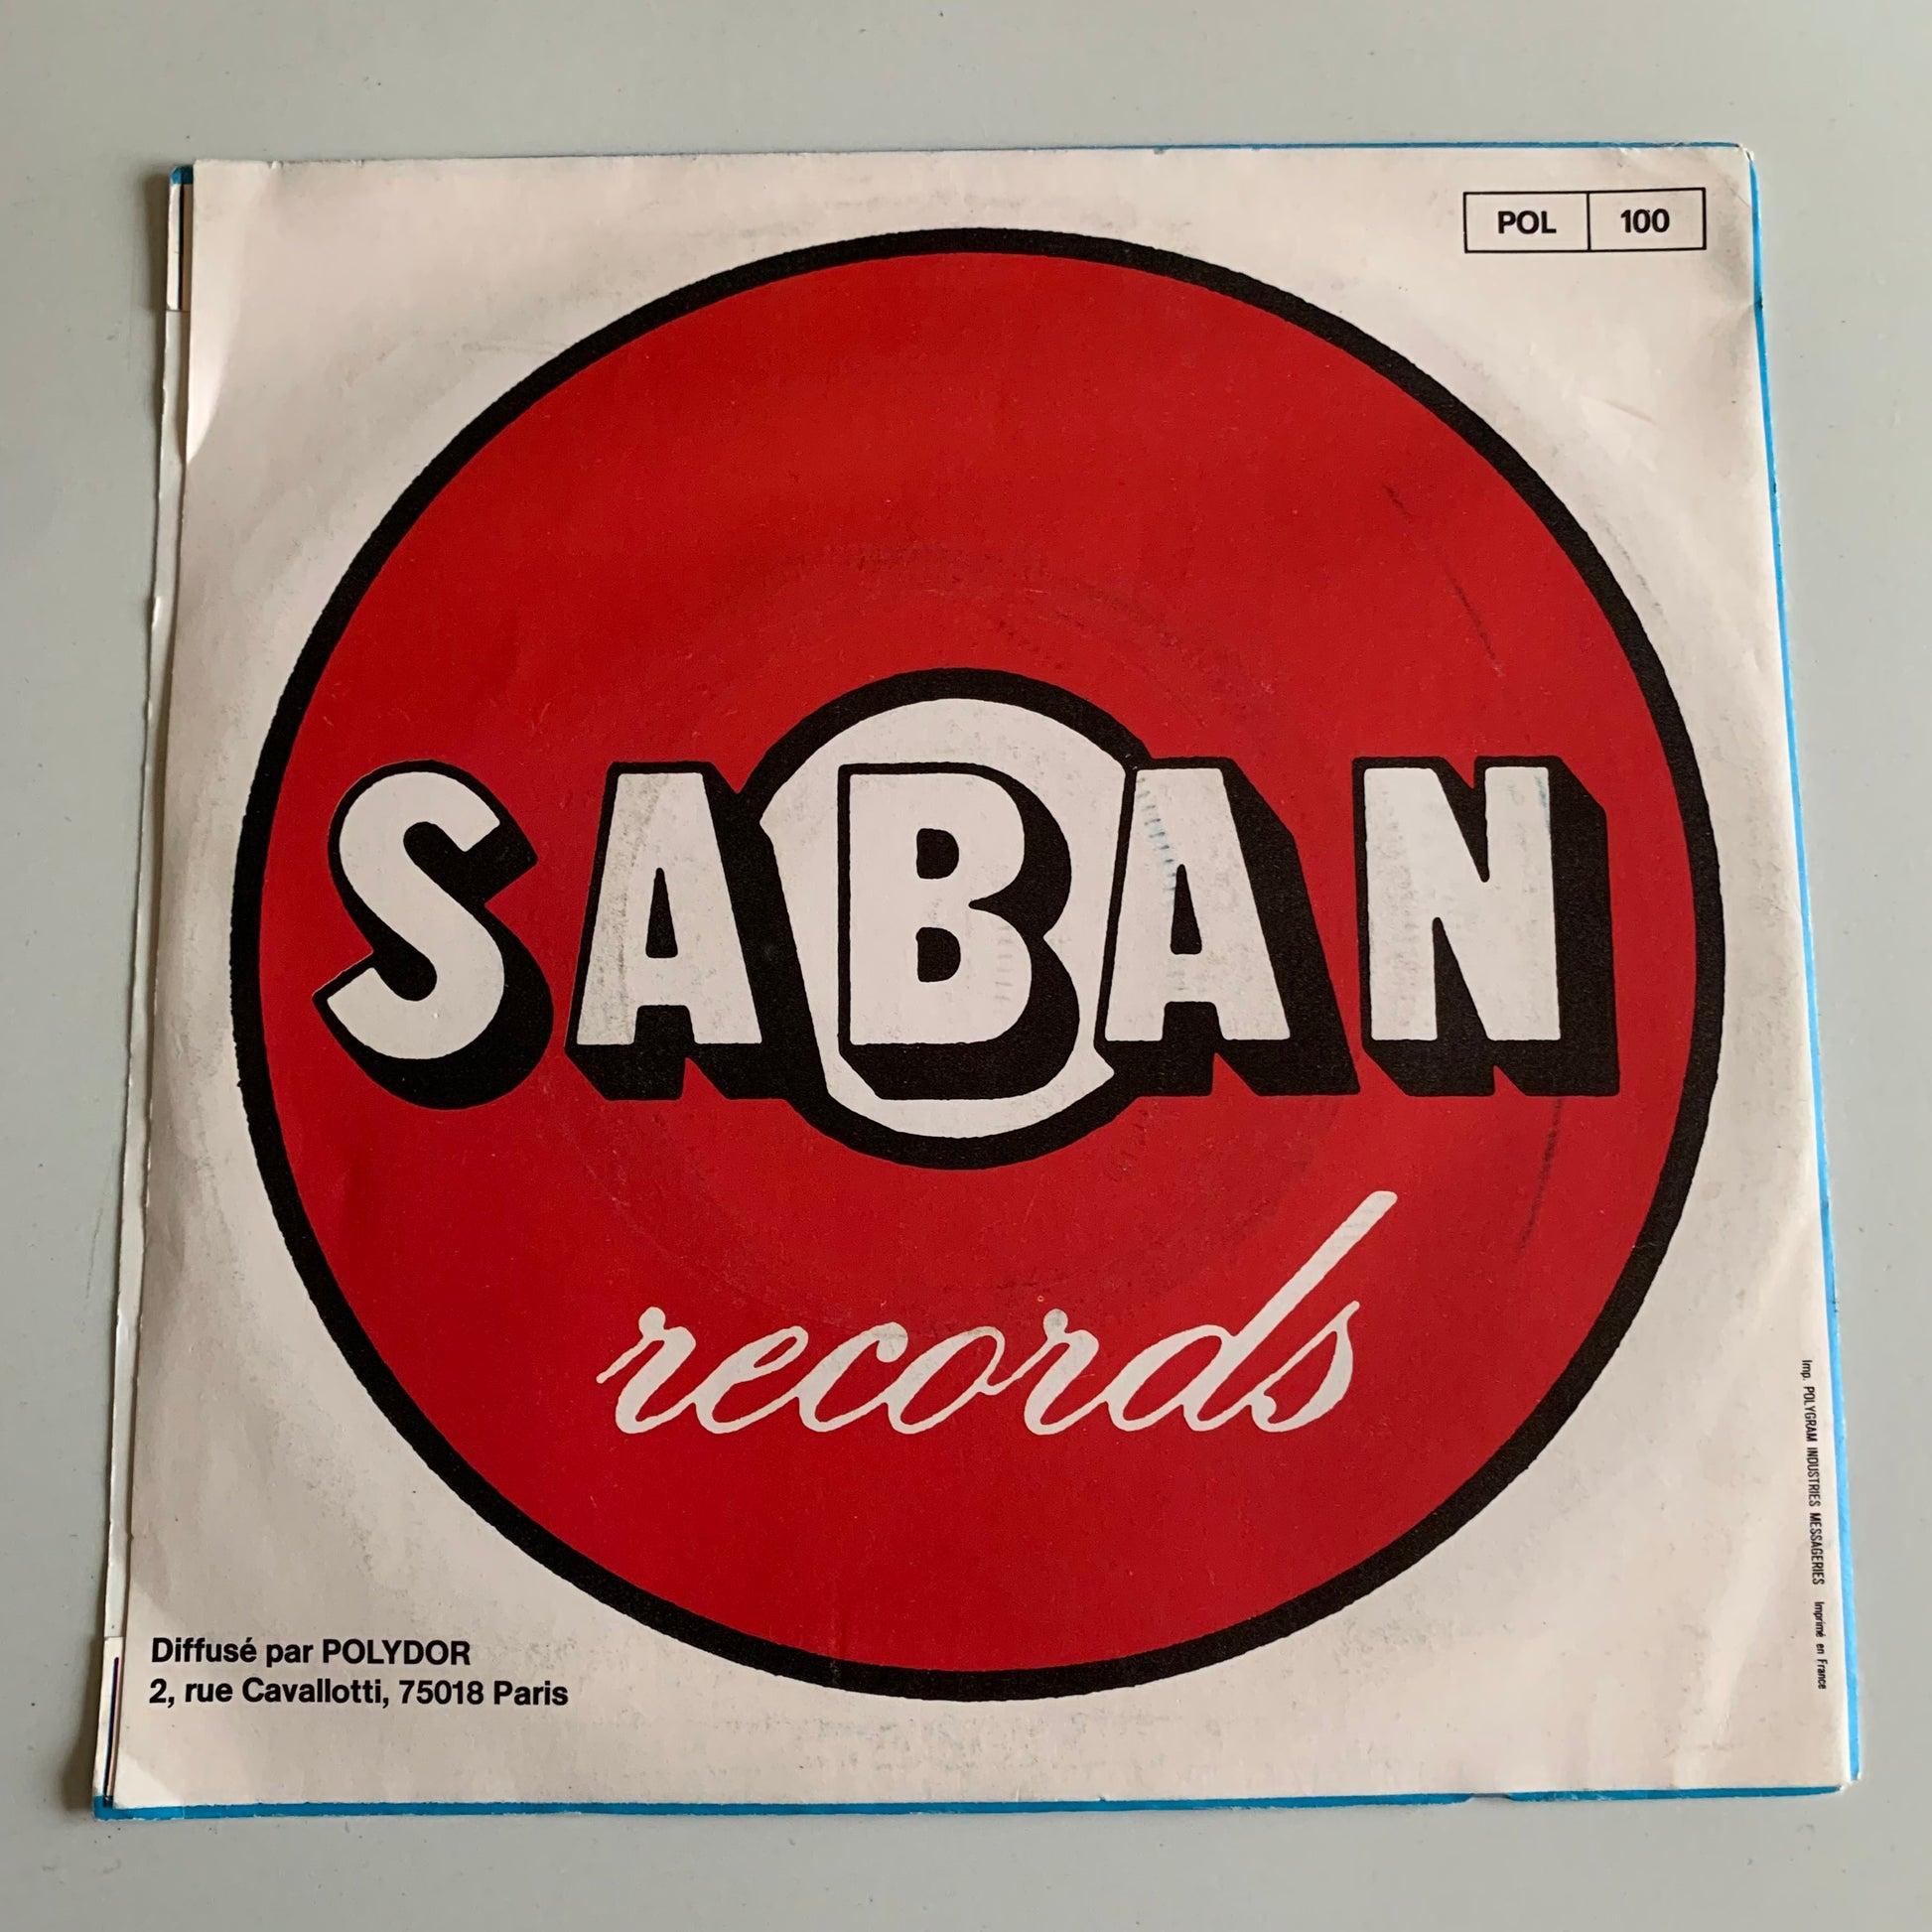 POL 100
SABAN
records
Diffusé par POLYDOR
2, rue Cavallotti, 75018 Paris
Imp. POLYGRAM INDUSTRIES MESSAGERIES Imprimé en France